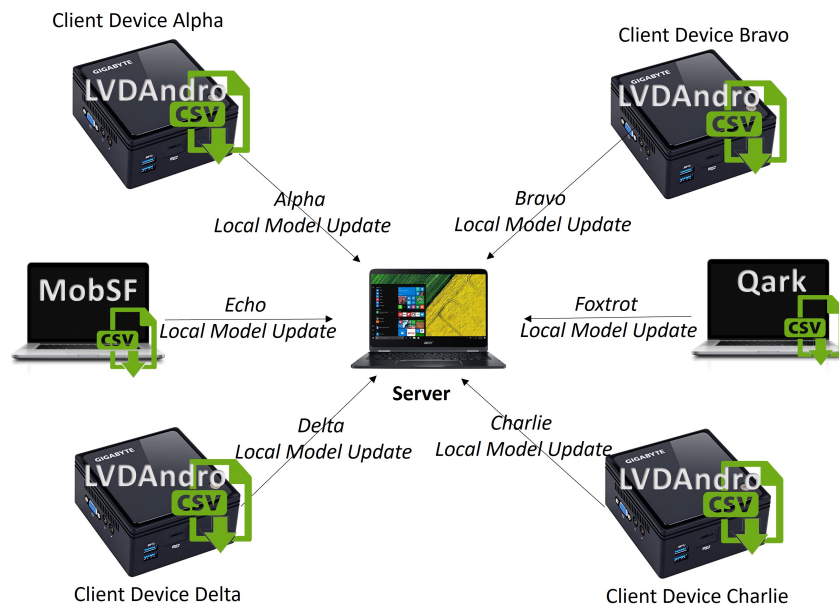 Client Device Alpha
Client Device Bravo
GIGABYTE
LVDAndro
CSV
GIGABYTE
LVDAndro
CSV
Alpha
Local Model Update
Bravo
Local Model Update
MobSF
CSV
Echo
Local Model Update
Foxtrot
Local Model Update
Qark
CSV
acer
Server
Delta
Local Model Update
Charlie
Local Model Update
GIGABYTE
LVDAndro
CSV
GIGABYTE
LVDAndro
CSV
Client Device Delta
Client Device Charlie